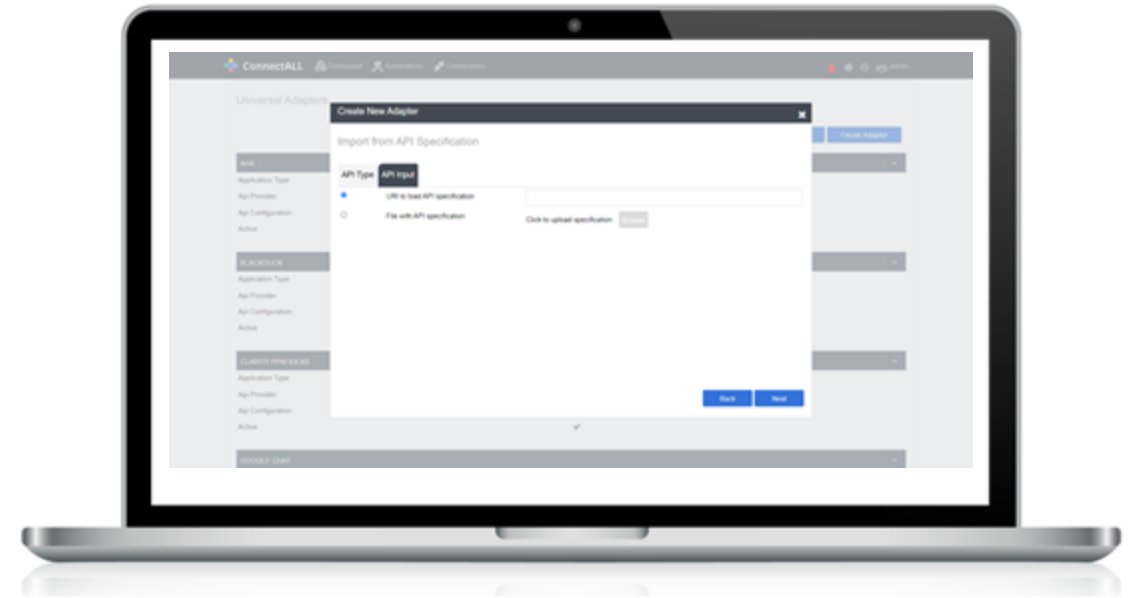 ConnectALL Dashboard Automations Connections admin
Universal Adapters
Create New Adapter
Create Adapter
Import from API Specification
AHA
API Type API Input
Application Type
URI to load API specification
Api Provider
Api Configuration
File with API specification
Click to upload specification
Active
BLACKDUCK
Application Type
Api Provider
Api Configuration
Active
CLARITY PPM IDEAS
Application Type
Api Provider
Back Next
Api Configuration
Active
GOOGLE CHAT